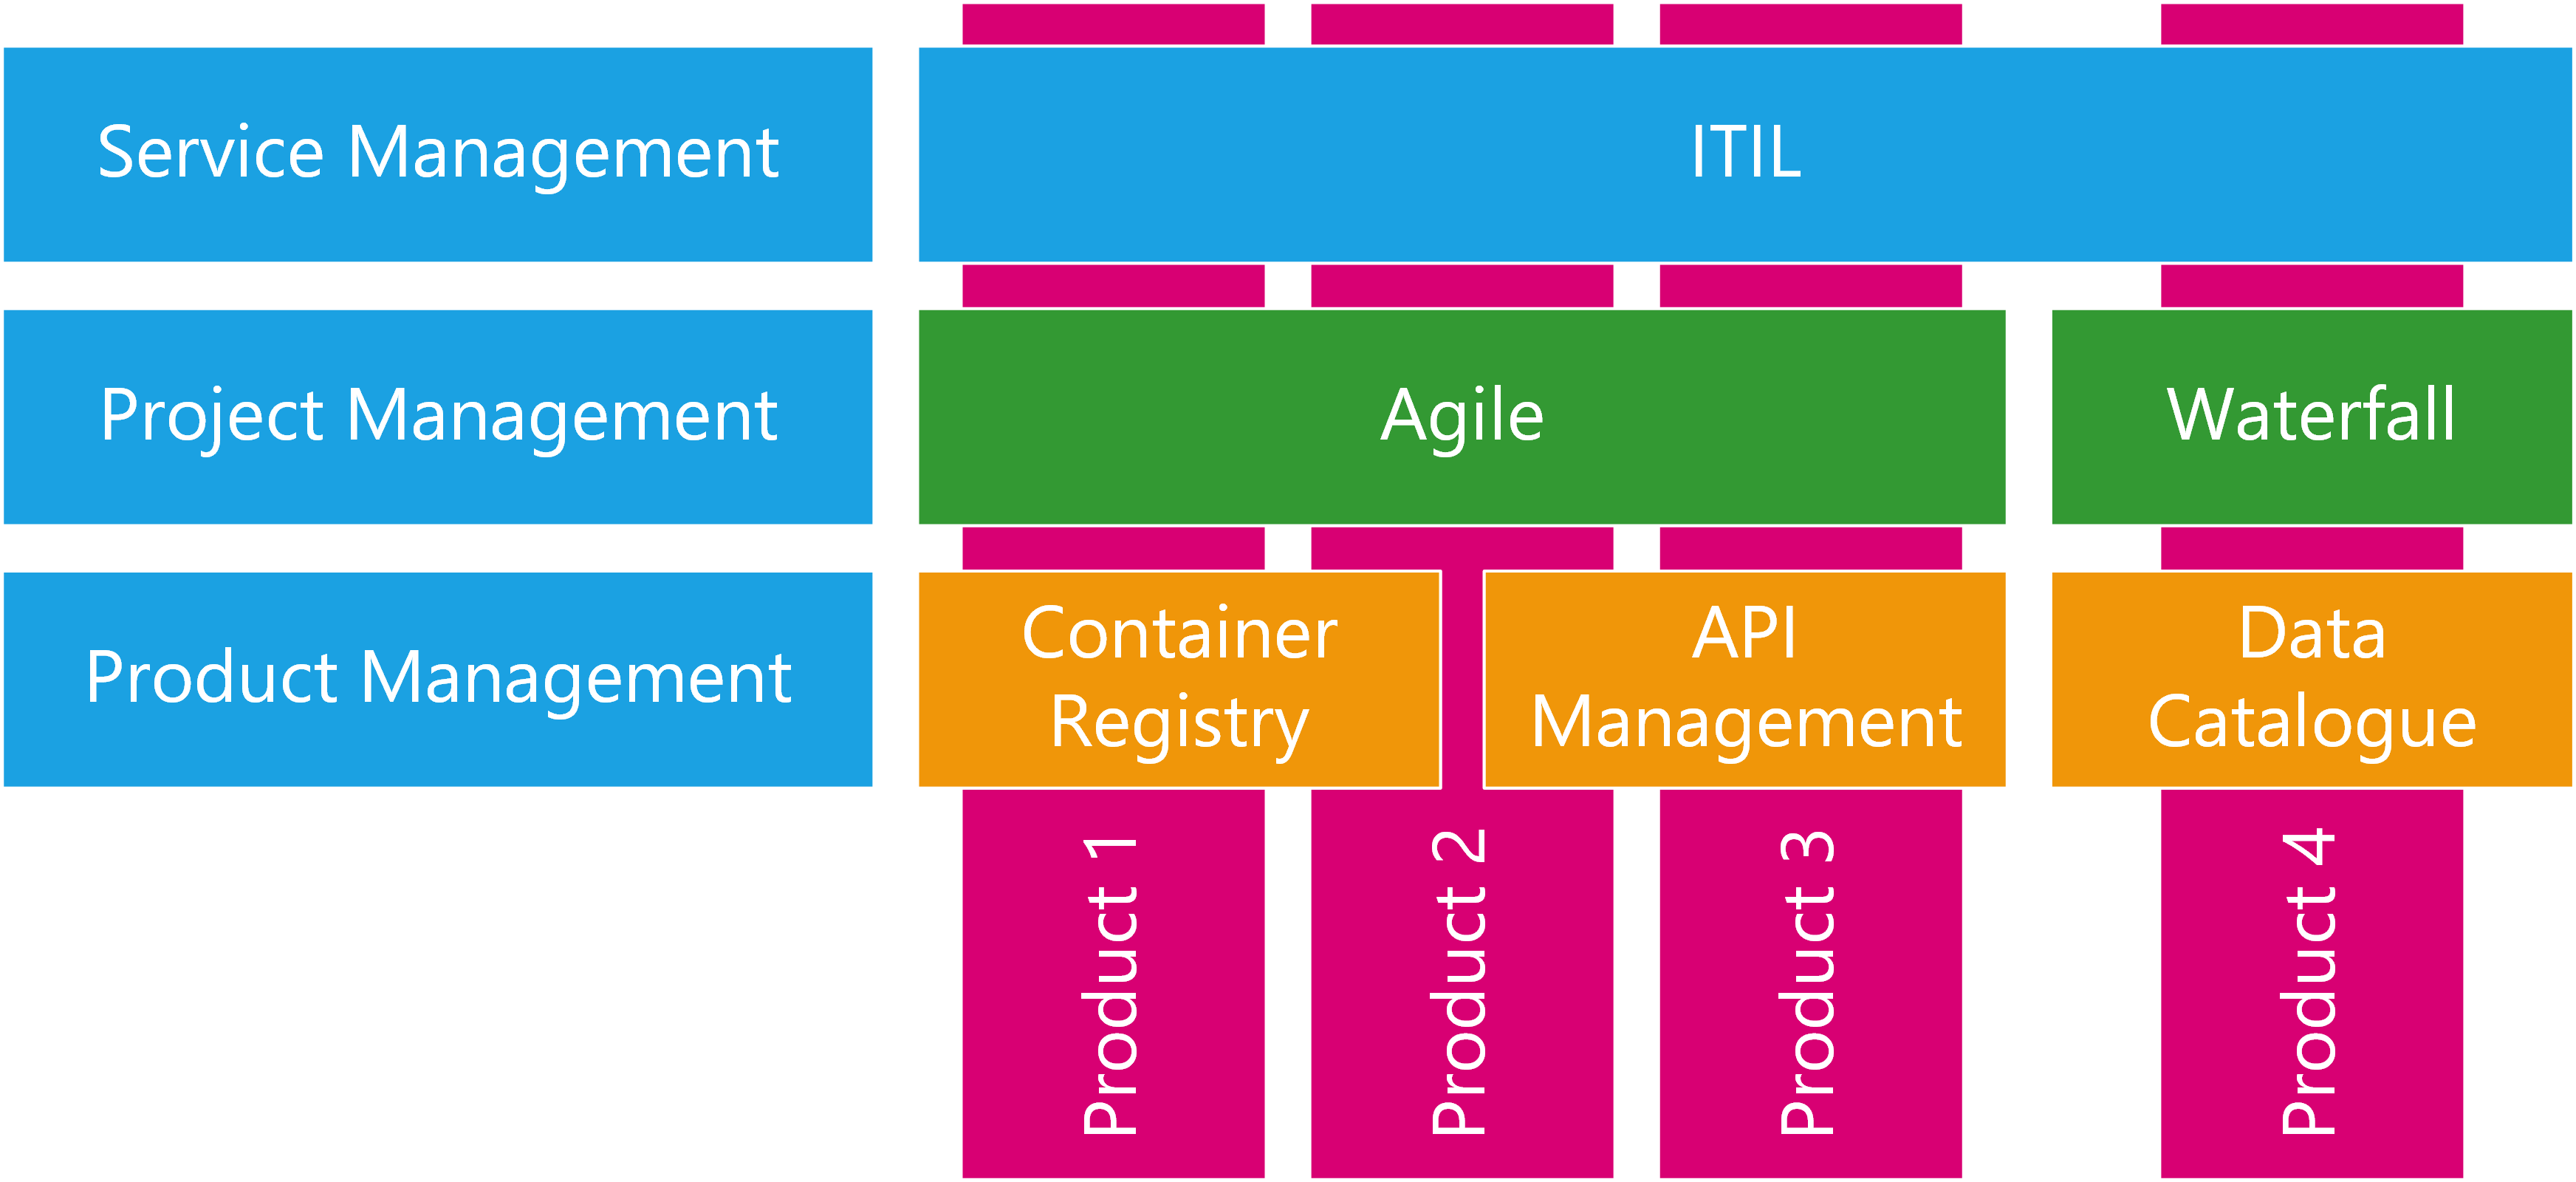 Service Management
ITIL
Project Management
Agile
Waterfall
Product Management
Container
Registry
API
Management
Data
Catalogue
Product 1
Product 2
Product 3
Product 4